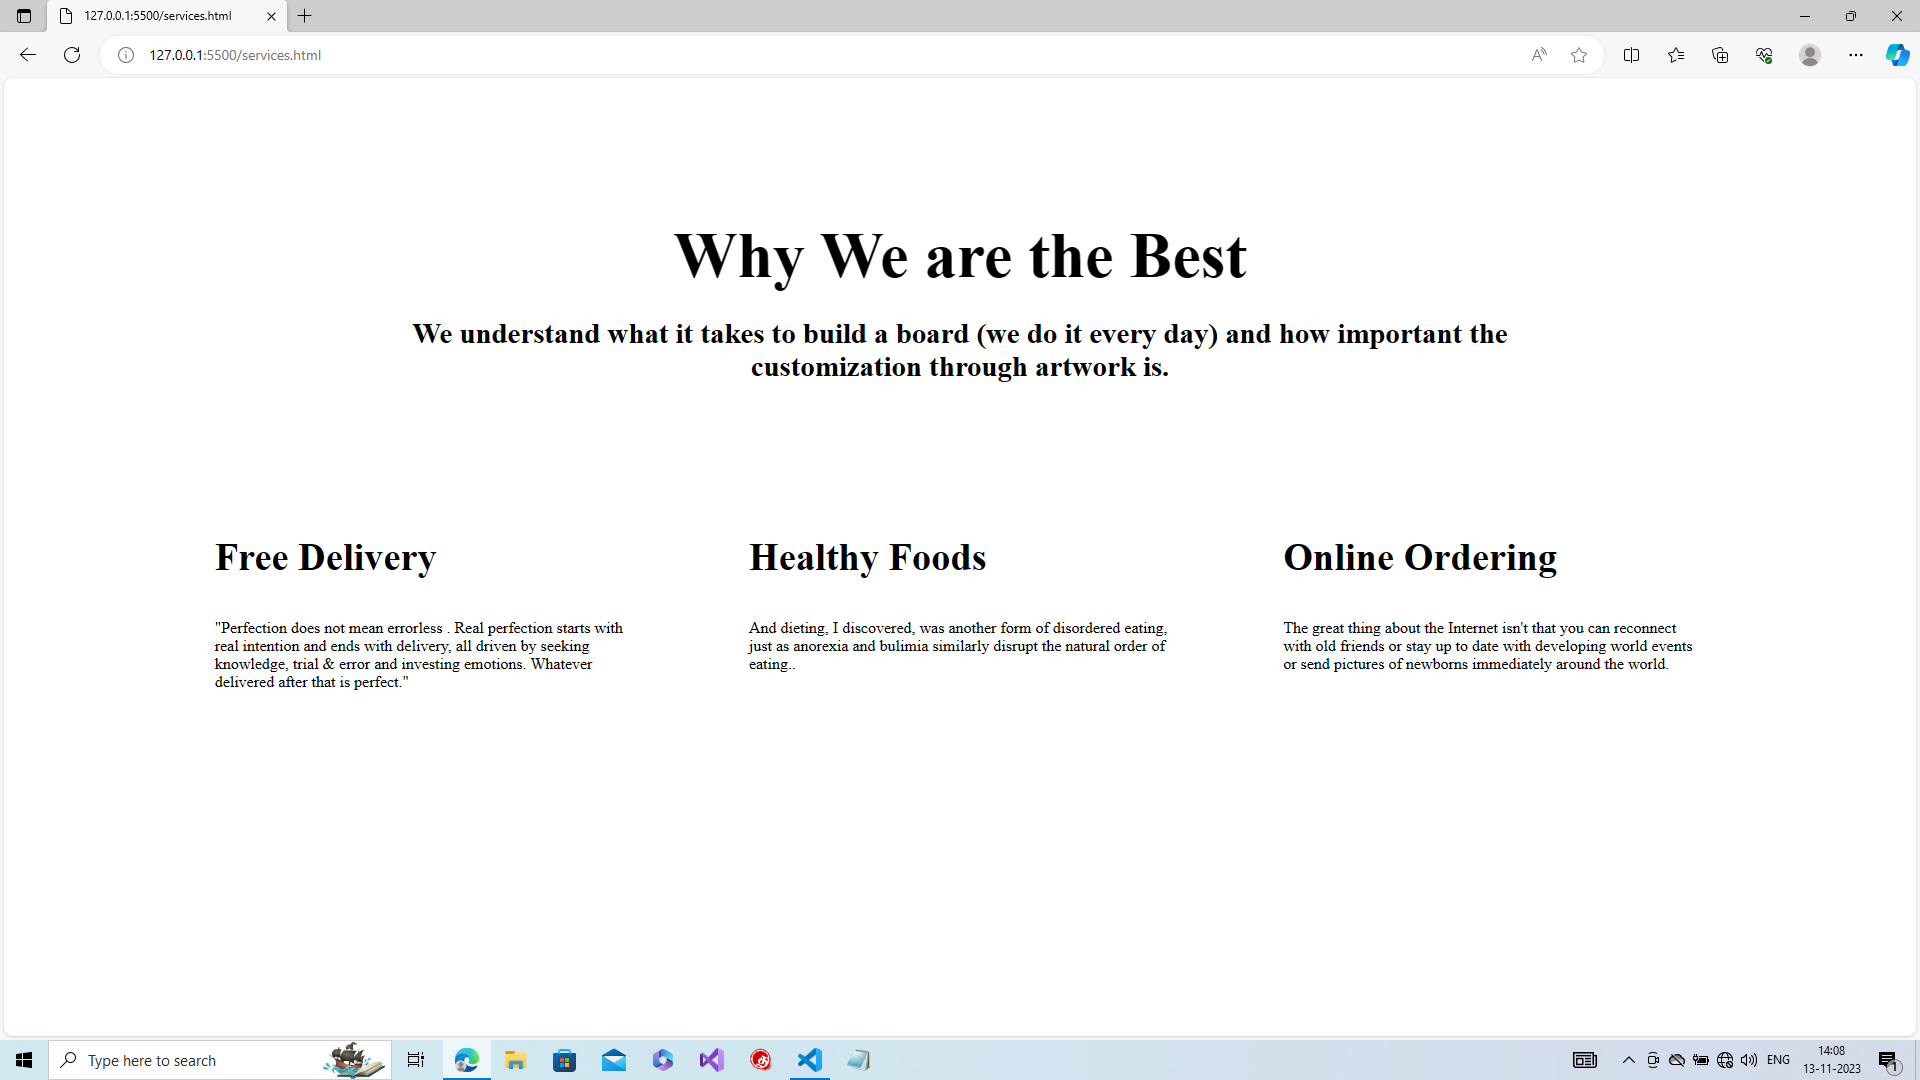 127.0.0.1:5500/services.html
127.0.0.1:5500/services.html
Why We are the Best
We understand what it takes to build a board (we do it every day) and how important the
customization through artwork is.
Free Delivery
"Perfection does not mean errorless . Real perfection starts with
real intention and ends with delivery, all driven by seeking
knowledge, trial & error and investing emotions. Whatever
delivered after that is perfect."
Healthy Foods
And dieting, I discovered, was another form of disordered eating,
just as anorexia and bulimia similarly disrupt the natural order of
eating..
Online Ordering
The great thing about the Internet isn't that you can reconnect
with old friends or stay up to date with developing world events
or send pictures of newborns immediately around the world.
Type here to search
ENG
14:08
13-11-2023
1